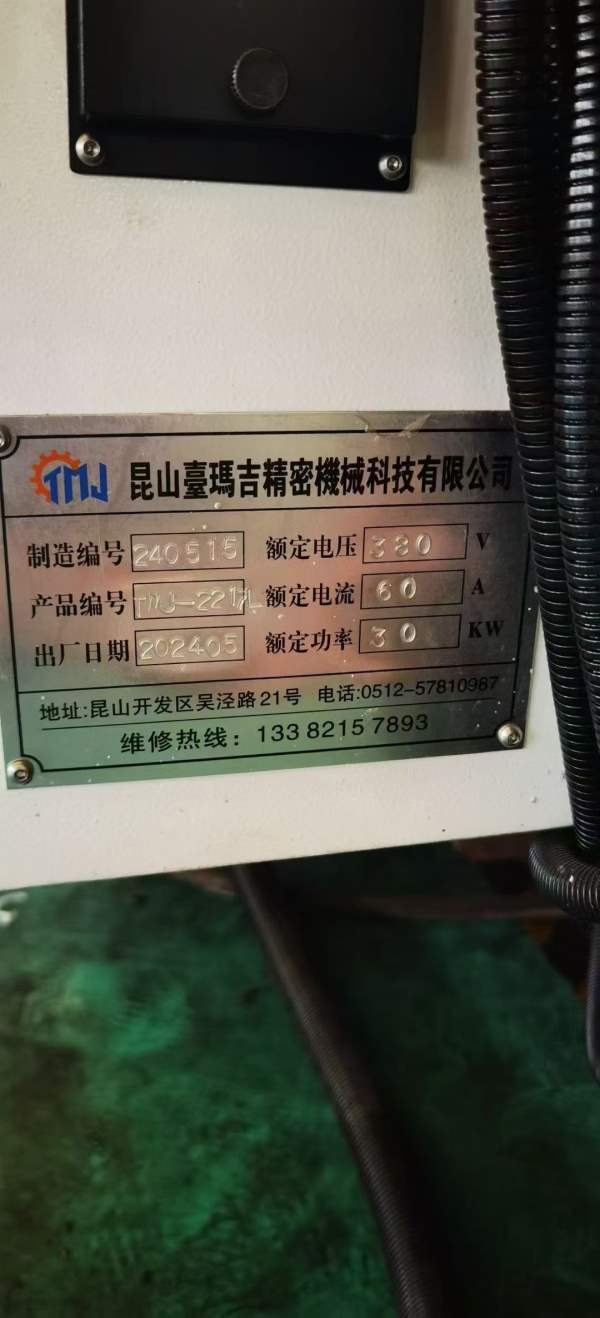 TMJ 昆山臺瑪吉精密機械科技有限公司
制造编号 240515 额定电压 380 V
产品编号 额定电流 60 A
出厂日期 202405 额定功率 30 KW
地址:昆山开发区吴泾路21号 电话:0512-57810987
维修热线: 13382157893